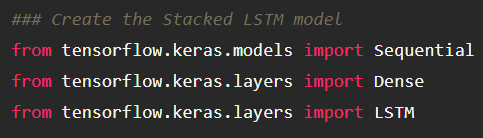 ### Create the Stacked LSTM model
from tensorflow.keras.models import Sequential
from tensorflow.keras.layers import Dense
from tensorflow.keras.layers import LSTM